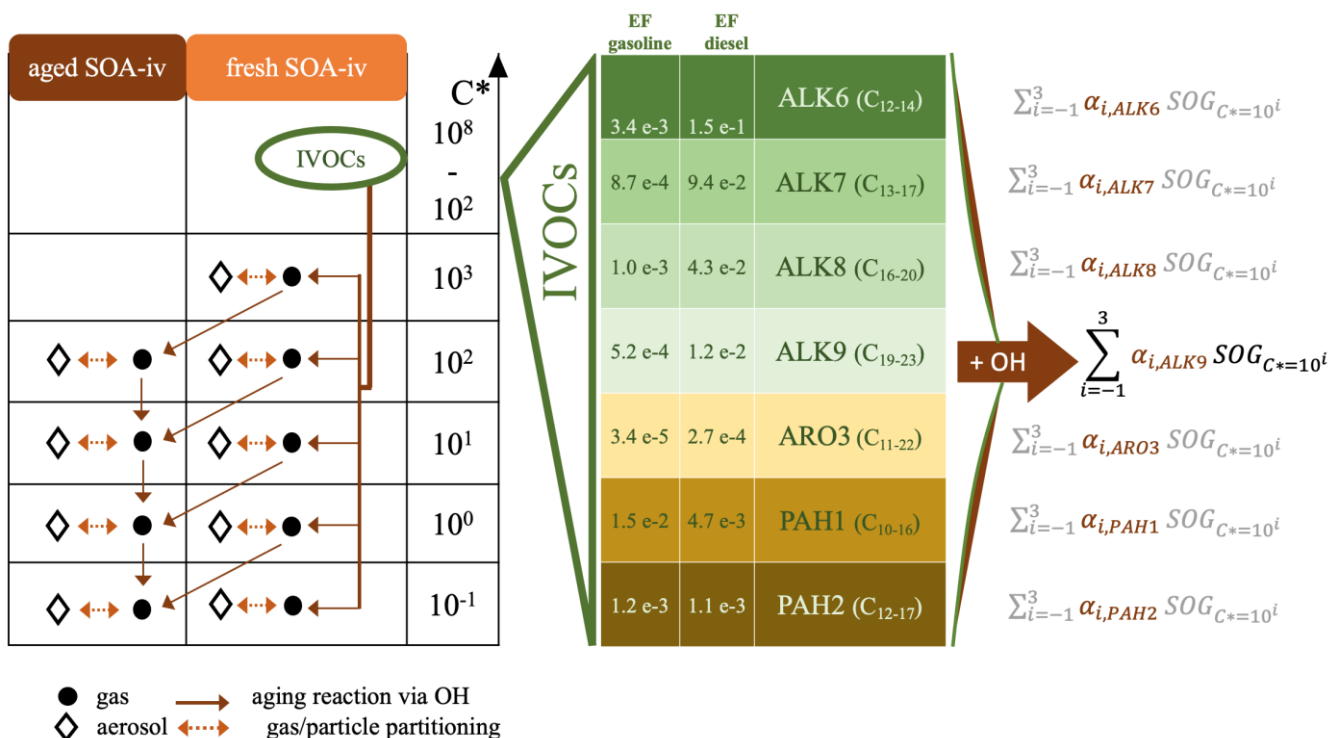 aged SOA-iv
fresh SOA-iv
C*
10⁸
-
10²
IVOCs
10³
10²
10¹
10⁰
10⁻¹
gas
aging reaction via OH
aerosol
gas/particle partitioning
IVOCs
EF gasoline
EF diesel
3.4 e-3 1.5 e-1 ALK6 (C₁₂₋₁₄)
8.7 e-4 9.4 e-2 ALK7 (C₁₃₋₁₇)
1.0 e-3 4.3 e-2 ALK8 (C₁₆₋₂₀)
5.2 e-4 1.2 e-2 ALK9 (C₁₉₋₂₃)
3.4 e-5 2.7 e-4 ARO3 (C₁₁₋₂₂)
1.5 e-2 4.7 e-3 PAH1 (C₁₀₋₁₆)
1.2 e-3 1.1 e-3 PAH2 (C₁₂₋₁₇)
+ OH
∑³ᵢ₌₋₁ αᵢ,ALK6 SOG C*=10ⁱ
∑³ᵢ₌₋₁ αᵢ,ALK7 SOG C*=10ⁱ
∑³ᵢ₌₋₁ αᵢ,ALK8 SOG C*=10ⁱ
∑³ᵢ₌₋₁ αᵢ,ALK9 SOG C*=10ⁱ
∑³ᵢ₌₋₁ αᵢ,ARO3 SOG C*=10ⁱ
∑³ᵢ₌₋₁ αᵢ,PAH1 SOG C*=10ⁱ
∑³ᵢ₌₋₁ αᵢ,PAH2 SOG C*=10ⁱ